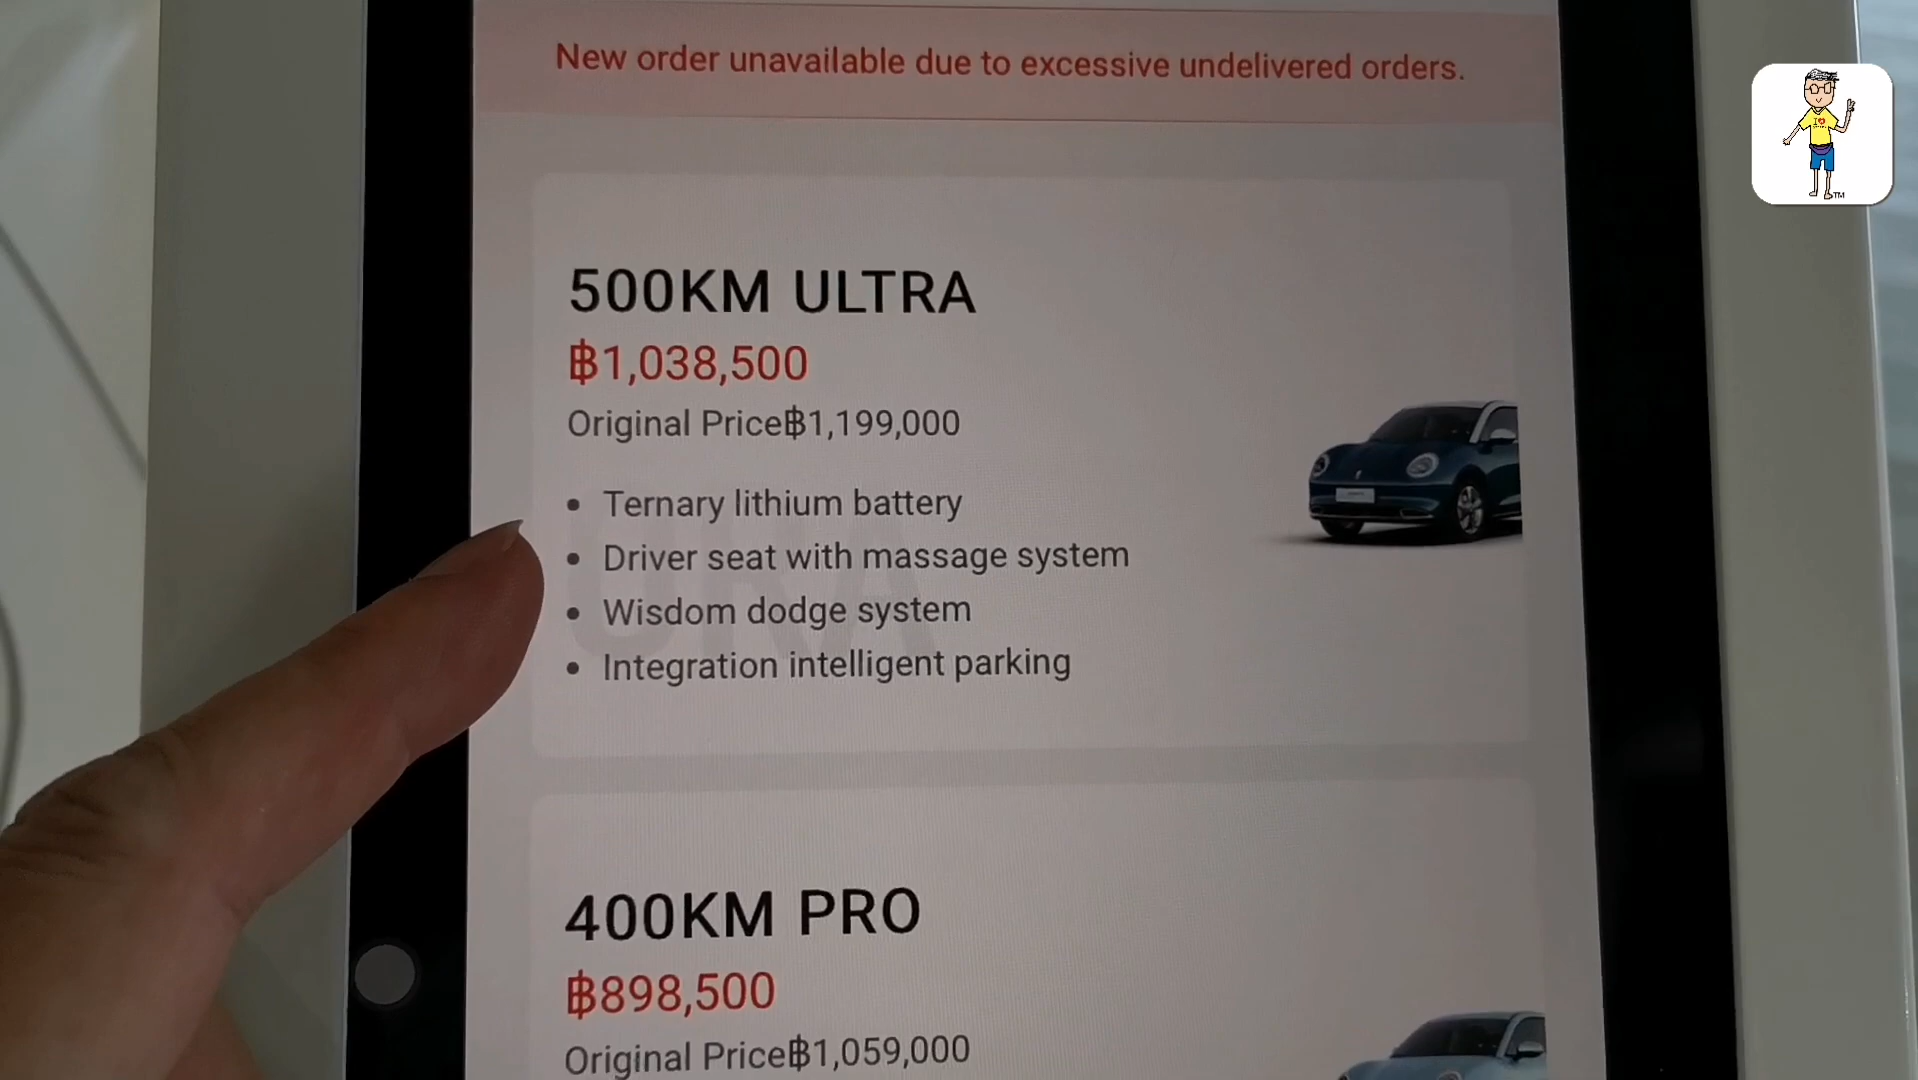 New order unavailable due to excessive undelivered orders.
500KM ULTRA
฿1,038,500
Original Price฿1,199,000
• Ternary lithium battery
• Driver seat with massage system
• Wisdom dodge system
• Integration intelligent parking
400KM PRO
฿898,500
Original Price฿1,059,000
TM